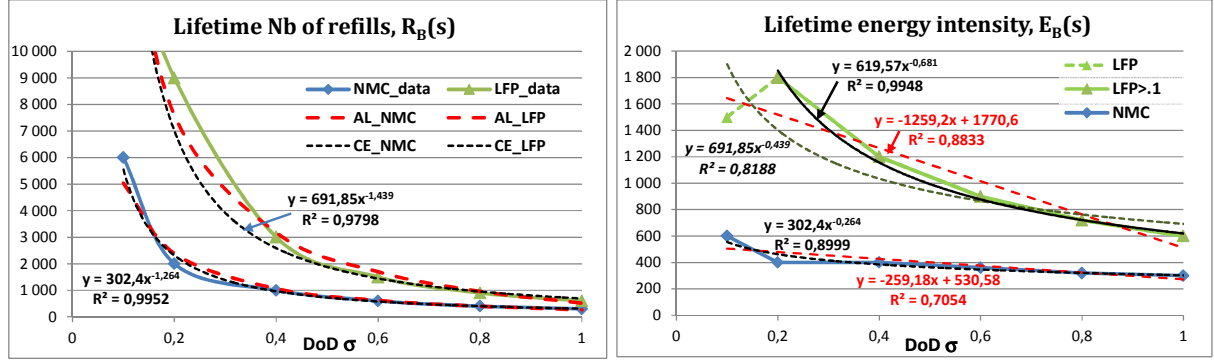 Lifetime Nb of refills, R_B(s)
10 000
9 000
8 000
7 000
6 000
5 000
4 000
3 000
2 000
1 000
0
NMC_data LFP_data
AL_NMC AL_LFP
CE_NMC CE_LFP
y = 691,85x^-1,439
R² = 0,9798
y = 302,4x^-1,264
R² = 0,9952
0 0,2 0,4 0,6 0,8 1
DoD σ
Lifetime energy intensity, E_B(s)
2 000
1 800
1 600
1 400
1 200
1 000
800
600
400
200
0
LFP
LFP>.1
NMC
y = 619,57x^-0,681
R² = 0,9948
y = -1259,2x + 1770,6
R² = 0,8833
y = 691,85x^-0,439
R² = 0,8188
y = 302,4x^-0,264
R² = 0,8999
y = -259,18x + 530,58
R² = 0,7054
0 0,2 0,4 0,6 0,8 1
DoD σ